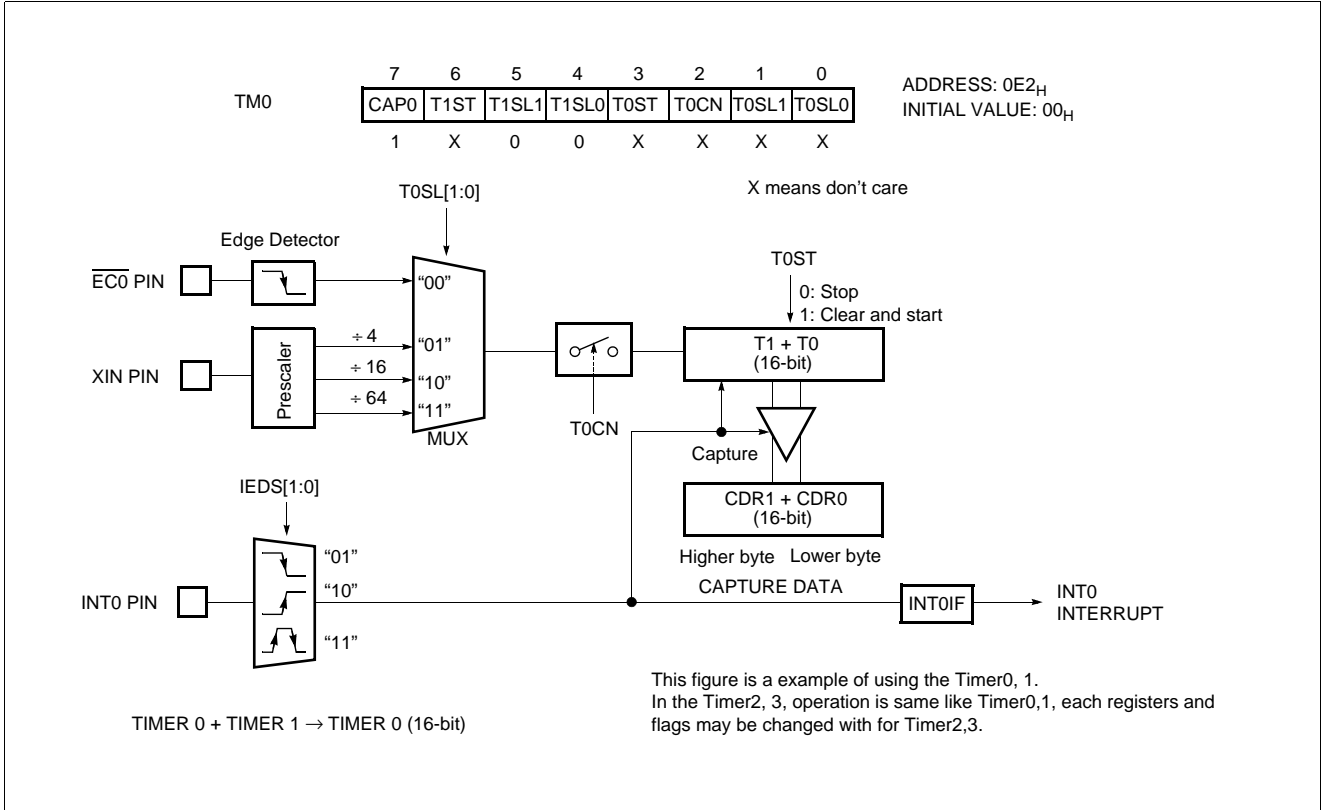 7 6 5 4 3 2 1 0
TM0 CAP0 T1ST T1SL1 T1SL0 T0ST T0CN T0SL1 T0SL0
1 X 0 0 X X X X
ADDRESS: 0E2H
INITIAL VALUE: 00H
X means don’t care
T0SL[1:0]
Edge Detector
EC0 PIN
“00”
XIN PIN
Prescaler
÷ 4
“01”
÷ 16
“10”
÷ 64
“11”
MUX
T0CN
T0ST
0: Stop
1: Clear and start
T1 + T0
(16-bit)
Capture
CDR1 + CDR0
(16-bit)
Higher byte Lower byte
CAPTURE DATA
IEDS[1:0]
INT0 PIN
“01”
“10”
“11”
INT0IF
INT0
INTERRUPT
TIMER 0 + TIMER 1 → TIMER 0 (16-bit)
This figure is a example of using the Timer0, 1.
In the Timer2, 3, operation is same like Timer0,1, each registers and
flags may be changed with for Timer2,3.